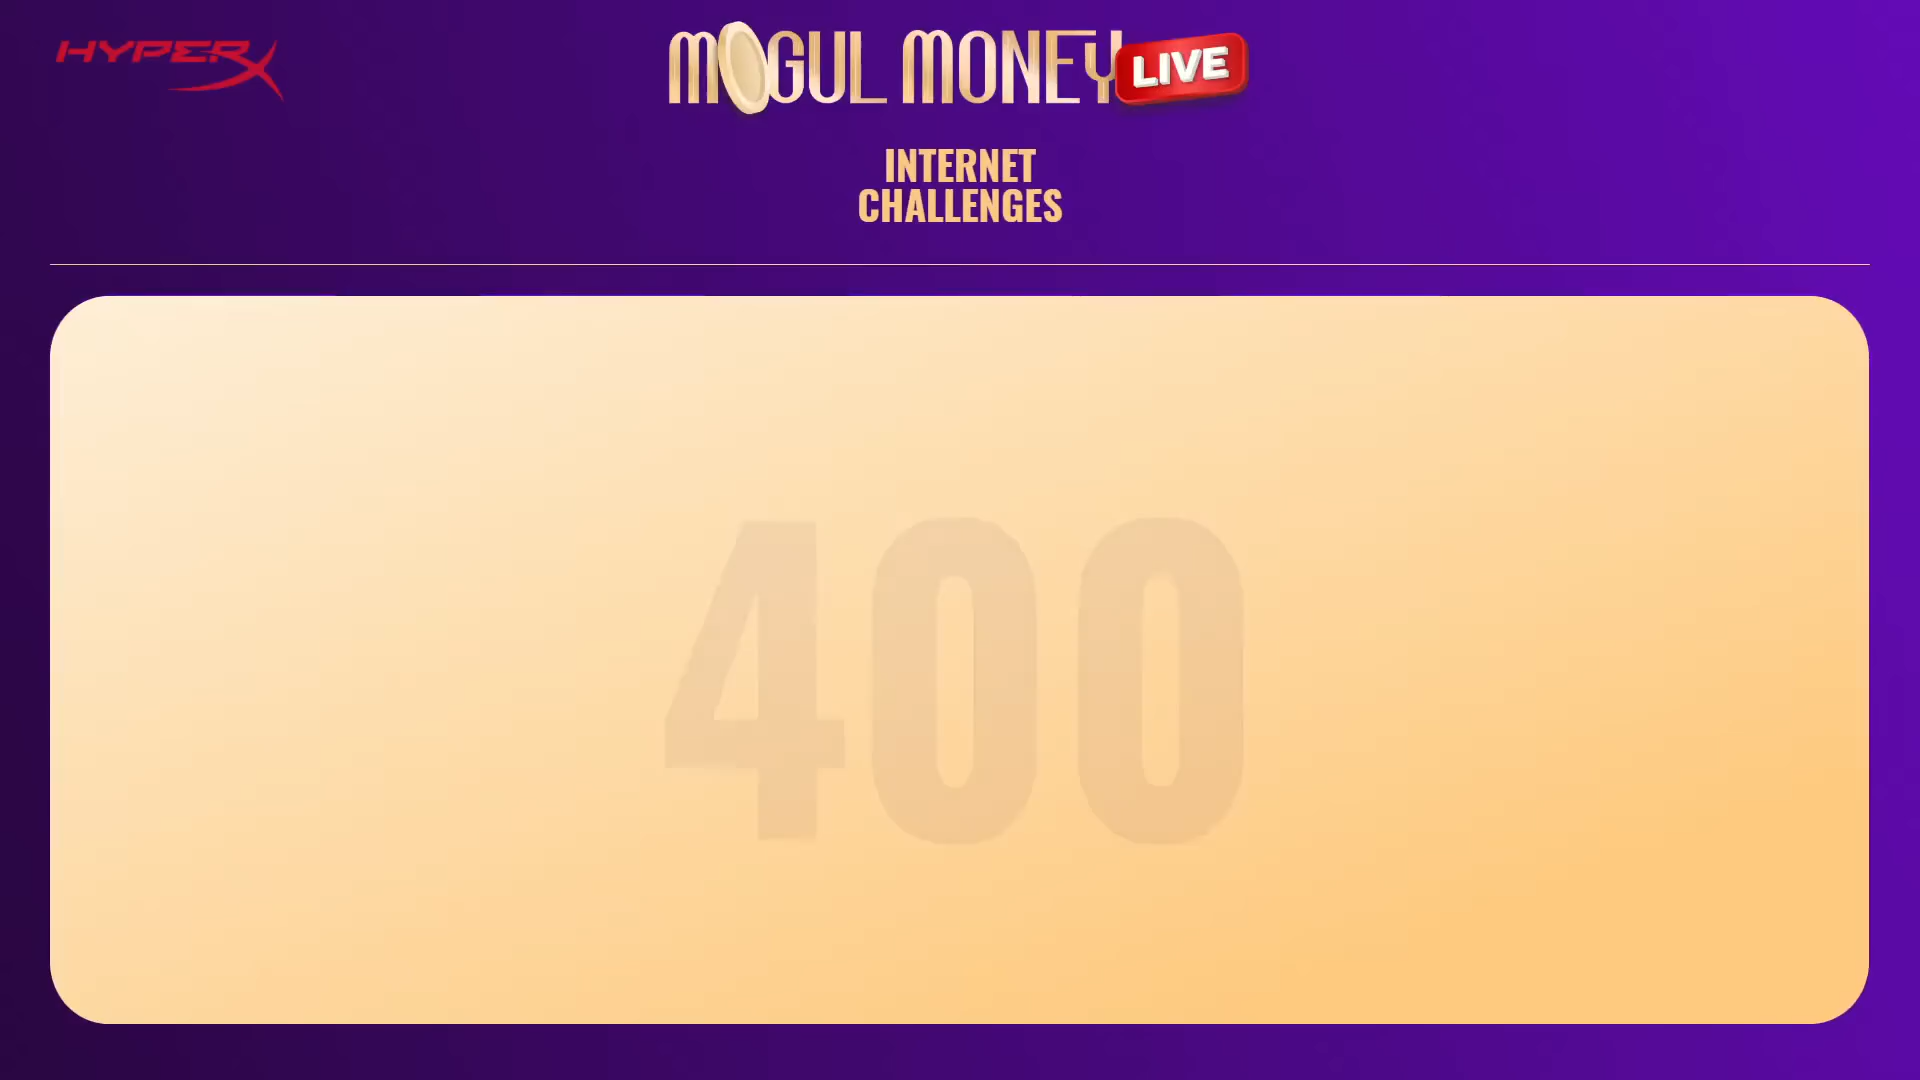 HYPERX
MOGUL MONEY LIVE
INTERNET
CHALLENGES
400